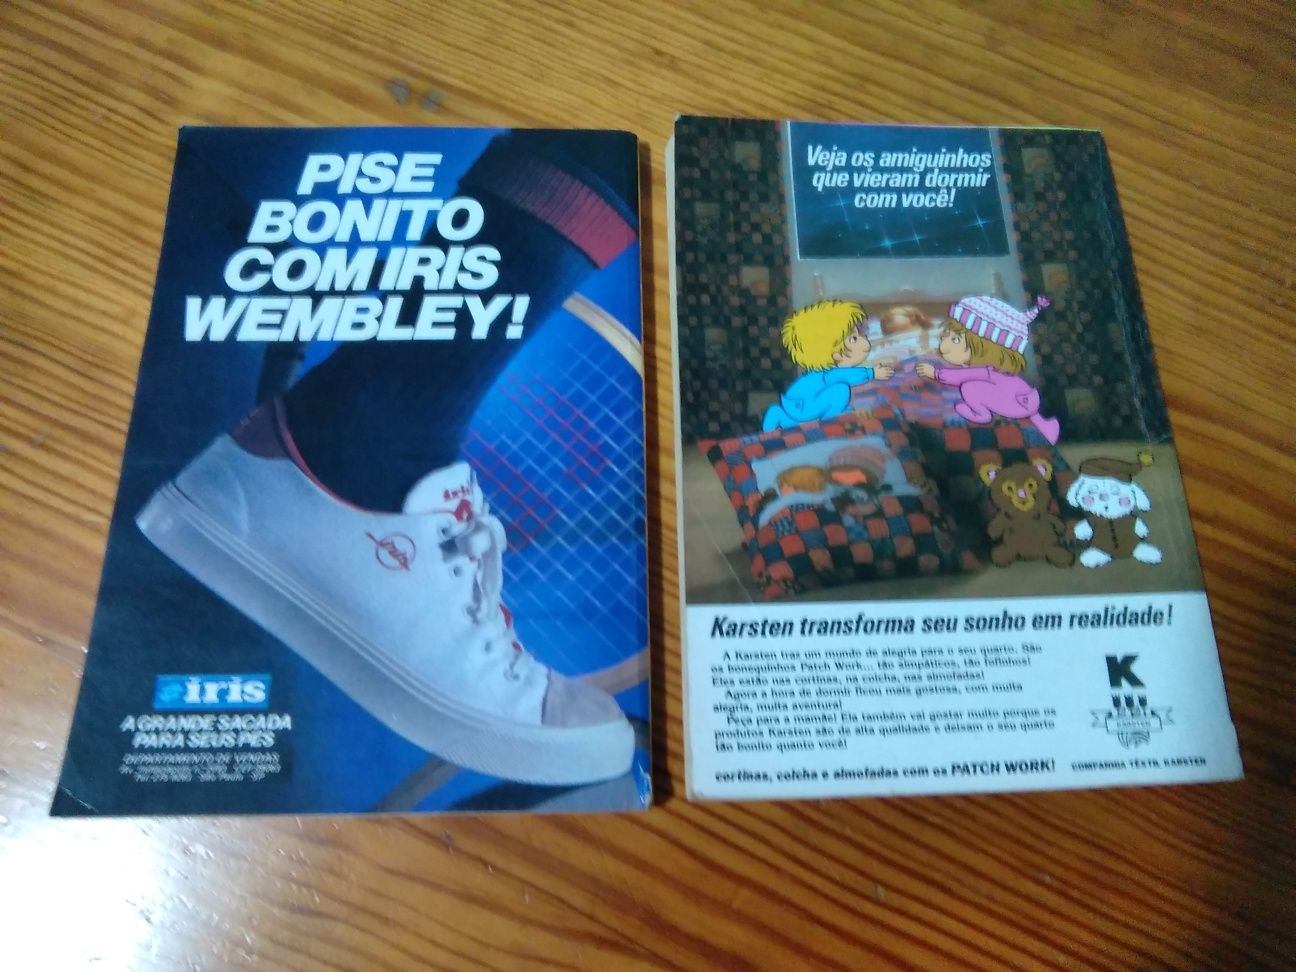 PISE
BONITO
COM IRIS
WEMBLEY!
iris
iris
A GRANDE SACADA
PARA SEUS PÉS
DEPARTAMENTO DE VENDAS
São Paulo - SP
Veja os amiguinhos
que vieram dormir
com você!
Karsten transforma seu sonho em realidade!
A Karsten traz um mundo de alegria para o seu quarto. São
os bonequinhos Patch Work... tão simpáticos, tão fofinhos!
Eles estão nas cortinas, na colcha, nas almofadas!
Agora a hora de dormir ficou mais gostosa, com muita
alegria, muita aventura!
Peça para a mamãe! Ela também vai gostar muito porque os
produtos Karsten são de alta qualidade e deixam o seu quarto
tão bonito quanto você!
K
KARSTEN
cortinas, colcha e almofadas com os PATCH WORK!
COMPANHIA TÊXTIL KARSTEN